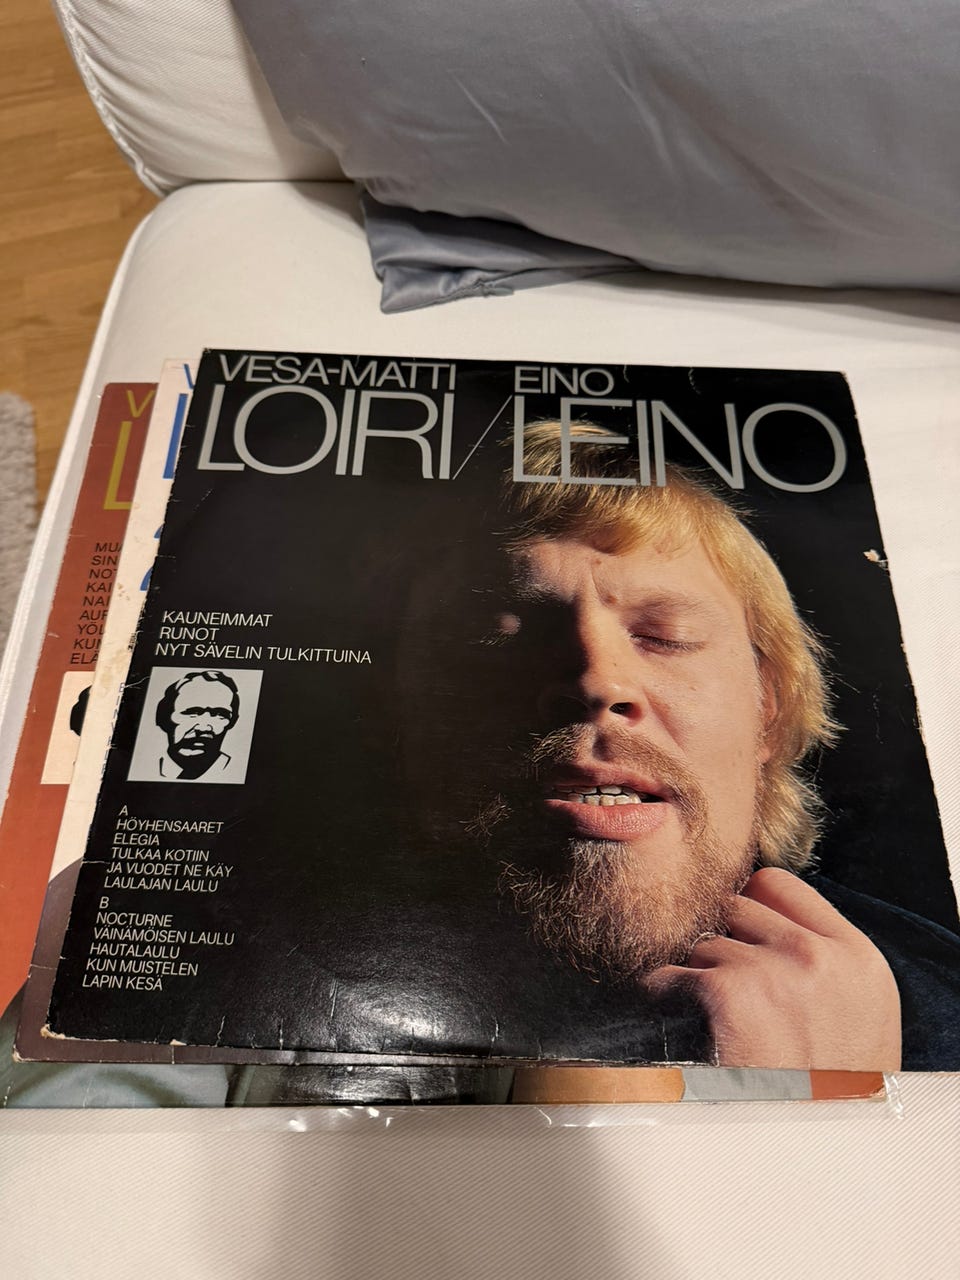 VESA-MATTI
LOIRI/
EINO
LEINO
KAUNEIMMAT
RUNOT
NYT SÄVELIN TULKITTUINA
A
HÖYHENSAARET
ELEGIA
TULKAA KOTIIN
JA VUODET NE KÄY
LAULAJAN LAULU
B
NOCTURNE
VÄINÄMÖISEN LAULU
HAUTALAULU
KUN MUISTELEN
LAPIN KESÄ